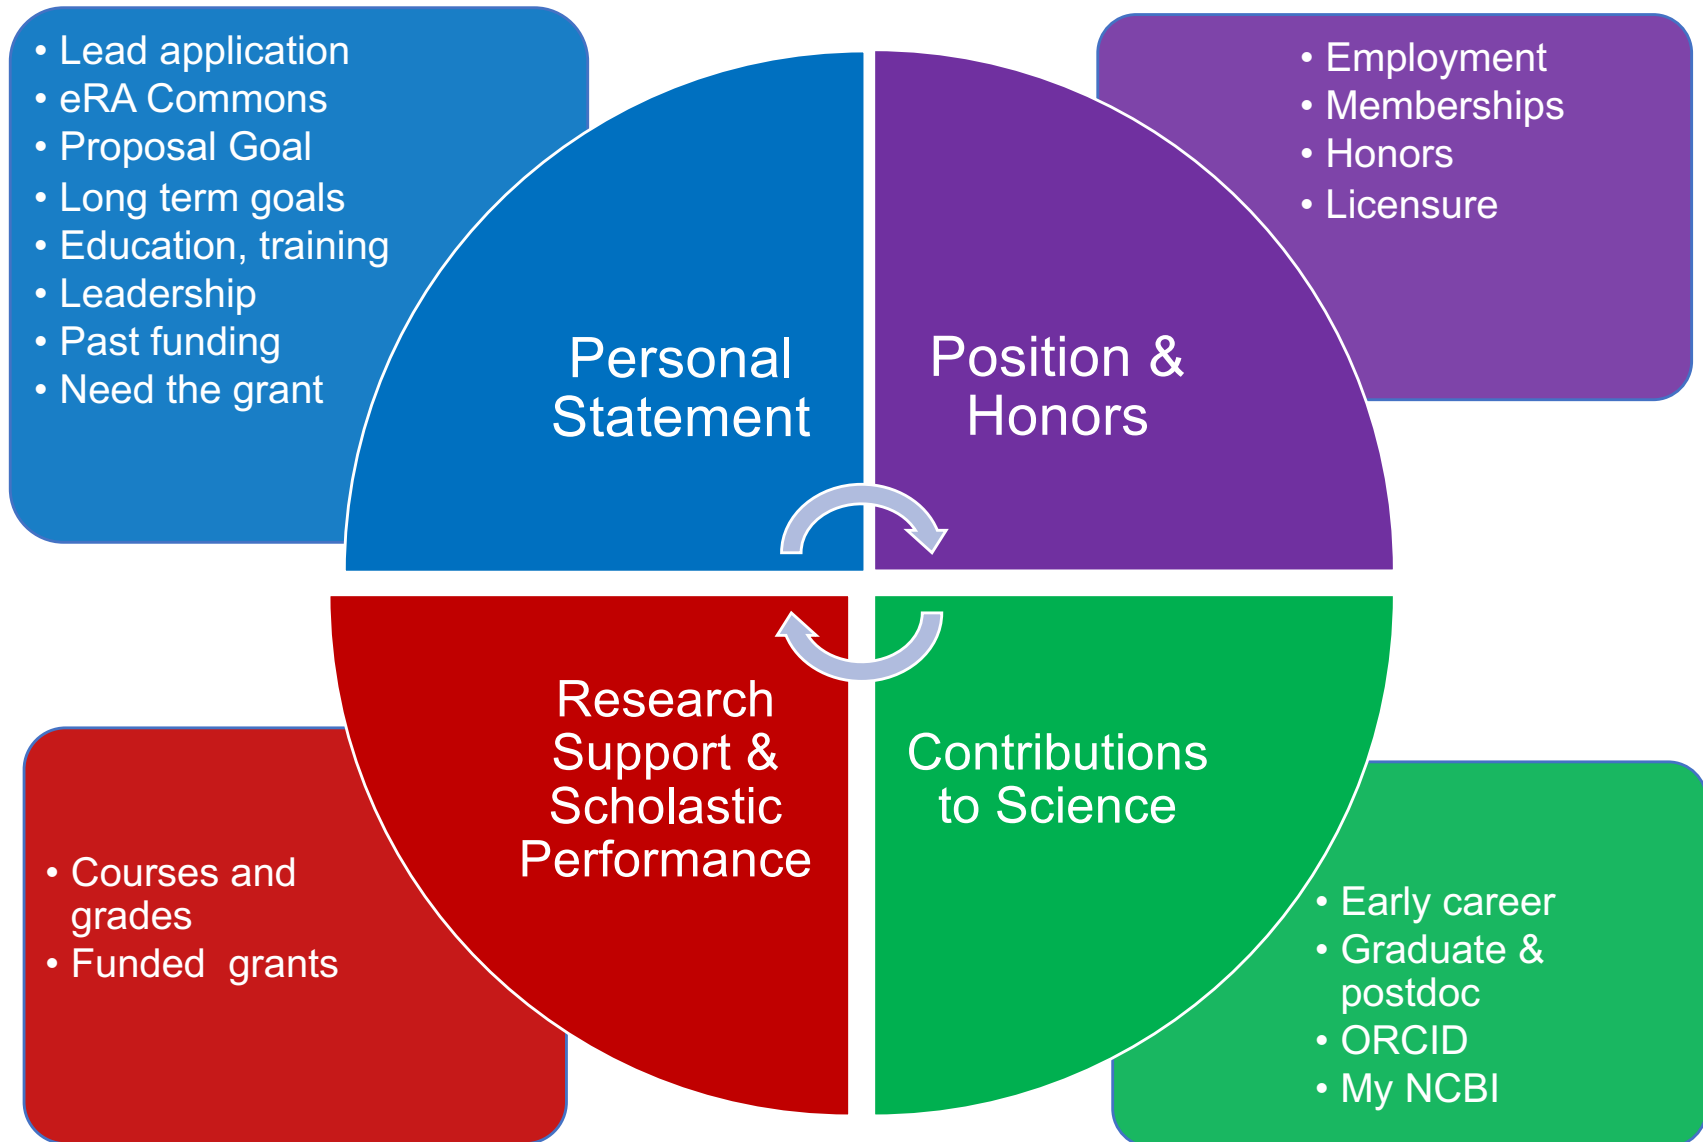 • Lead application
• eRA Commons
• Proposal Goal
• Long term goals
• Education, training
• Leadership
• Past funding
• Need the grant
Personal
Statement
• Employment
• Memberships
• Honors
• Licensure
Position &
Honors
• Courses and
grades
• Funded  grants
Research
Support &
Scholastic
Performance
Contributions
to Science
• Early career
• Graduate &
postdoc
• ORCID
• My NCBI